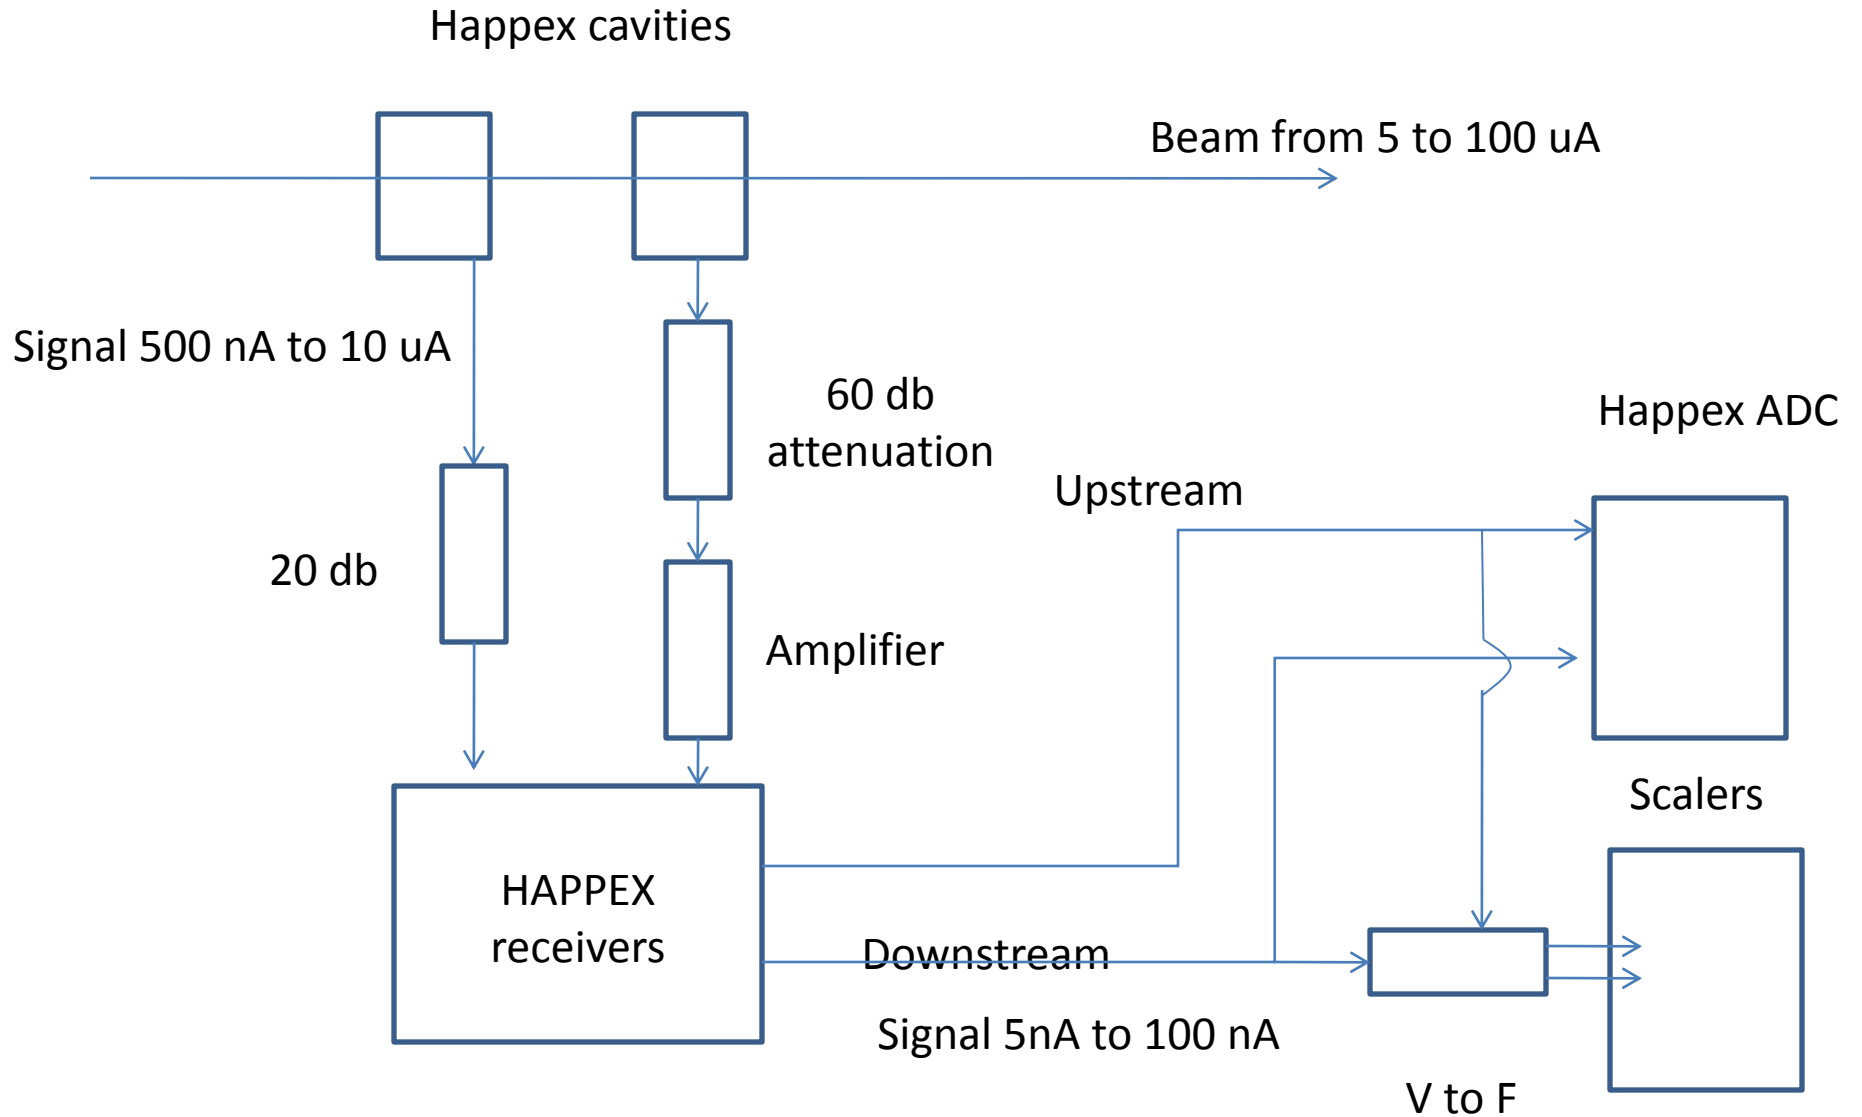 Happex cavities
Beam from 5 to 100 uA
Signal 500 nA to 10 uA
60 db
attenuation
Happex ADC
Upstream
20 db
Amplifier
Scalers
HAPPEX
receivers
Downstream
Signal 5nA to 100 nA
V to F